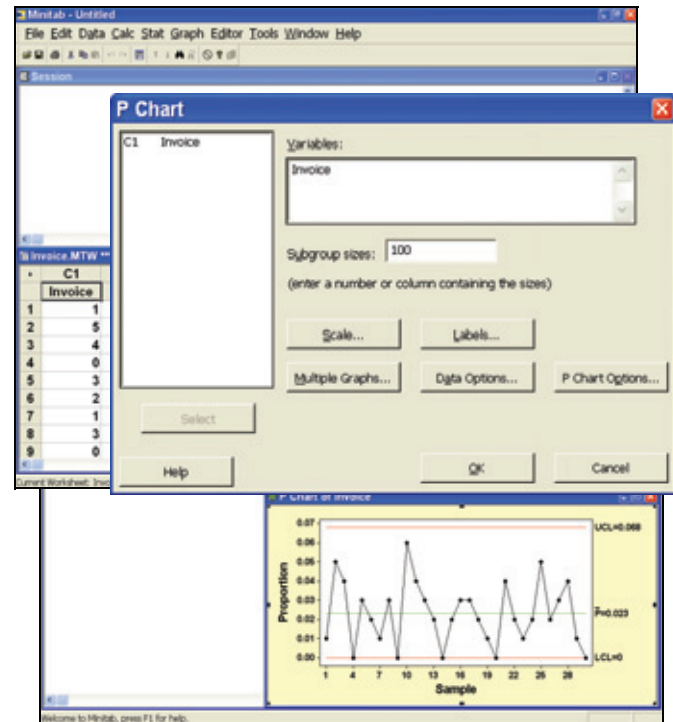 Minitab - Untitled
File Edit Data Calc Stat Graph Editor Tools Window Help
Session
P Chart
C1 Invoice
Variables:
Invoice
Subgroup sizes: 100
(enter a number or column containing the sizes)
Scale...
Labels...
Multiple Graphs...
Data Options...
P Chart Options...
Select
Help
OK
Cancel
Invoice.MTW **
C1
Invoice
1 1
2 5
3 4
4 0
5 3
6 2
7 1
8 3
9 0
Current Worksheet: Invo
P Chart of Invoice
0.07
0.06
0.05
0.04
0.03
0.02
0.01
0.00
Proportion
UCL=0.068
P̄=0.023
LCL=0
1 4 7 10 13 16 19 22 25 28
Sample
Welcome to Minitab, press F1 for help.